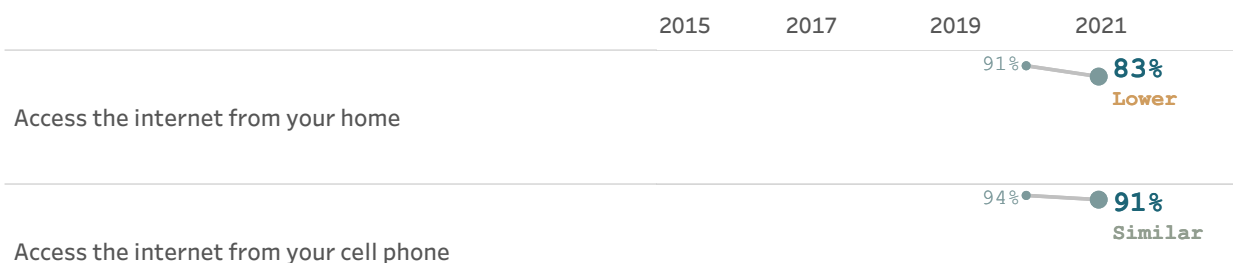 2015 2017 2019 2021
91% 83%
Lower
Access the internet from your home
94% 91%
Similar
Access the internet from your cell phone